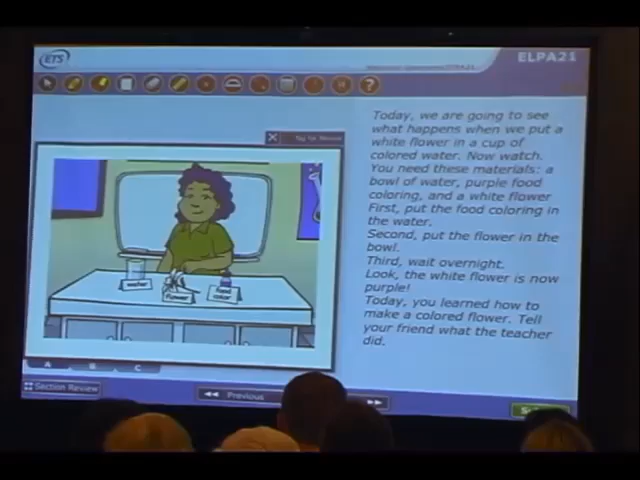 ETS
ELPA21
?
Today, we are going to see
what happens when we put a
white flower in a cup of
colored water. Now watch.
You need these materials: a
bowl of water, purple food
coloring, and a white flower
First, put the food coloring in
the water.
Second, put the flower in the
bowl.
Third, wait overnight.
Look, the white flower is now
purple!
Today, you learned how to
make a colored flower. Tell
your friend what the teacher
did.
water
flower
food
color
A B C
Section Review
Previous